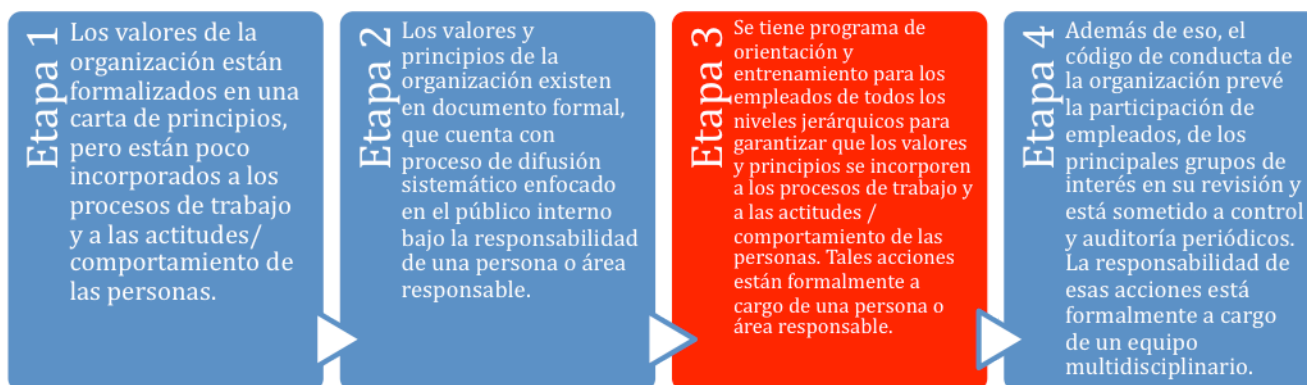 Etapa 1
Los valores de la
organización están
formalizados en una
carta de principios,
pero están poco
incorporados a los
procesos de trabajo
y a las actitudes/
comportamiento de
las personas.
Etapa 2
Los valores y
principios de la
organización existen
en documento formal,
que cuenta con
proceso de difusión
sistemático enfocado
en el público interno
bajo la responsabilidad
de una persona o área
responsable.
Etapa 3
Se tiene programa de
orientación y
entrenamiento para los
empleados de todos los
niveles jerárquicos para
garantizar que los valores
y principios se incorporen
a los procesos de trabajo y
a las actitudes /
comportamiento de las
personas. Tales acciones
están formalmente a
cargo de una persona o
área responsable.
Etapa 4
Además de eso, el
código de conducta de
la organización prevé
la participación de
empleados, de los
principales grupos de
interés en su revisión y
está sometido a control
y auditoría periódicos.
La responsabilidad de
esas acciones está
formalmente a cargo
de un equipo
multidisciplinario.